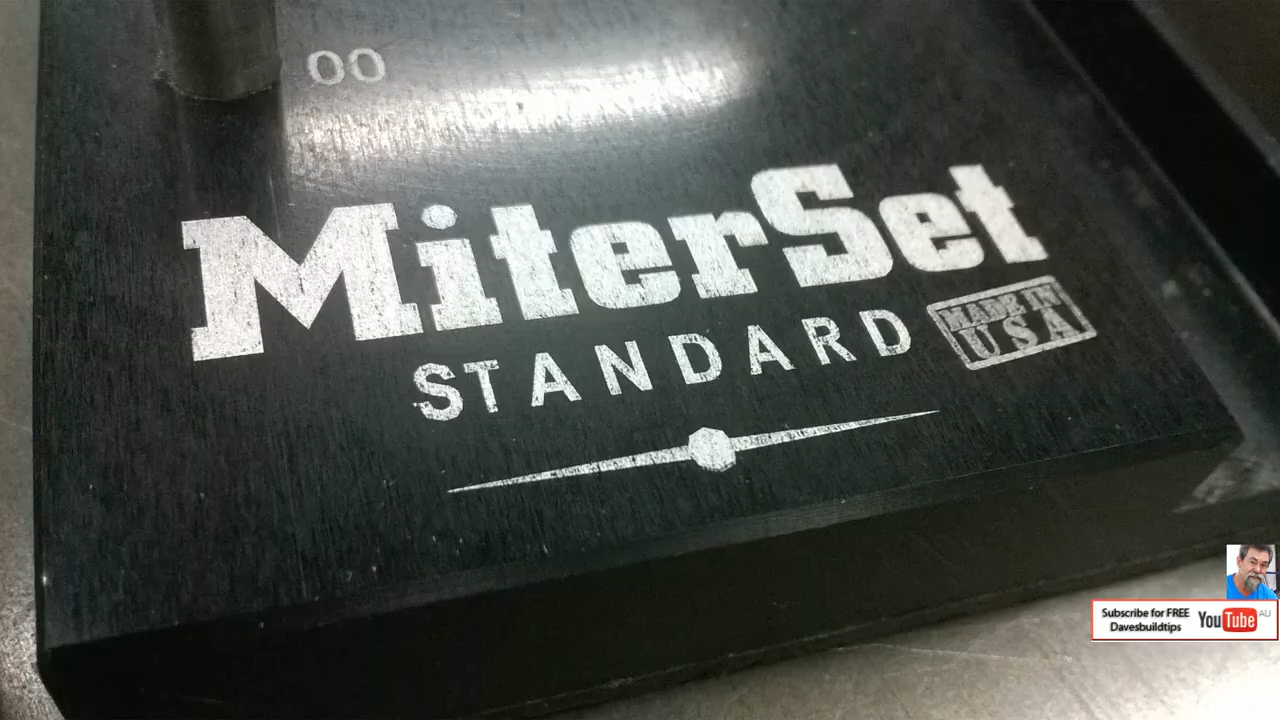 00
MiterSet
STANDARD
MADE IN
USA
Subscribe for FREE
Davesbuildtips
YouTube AU